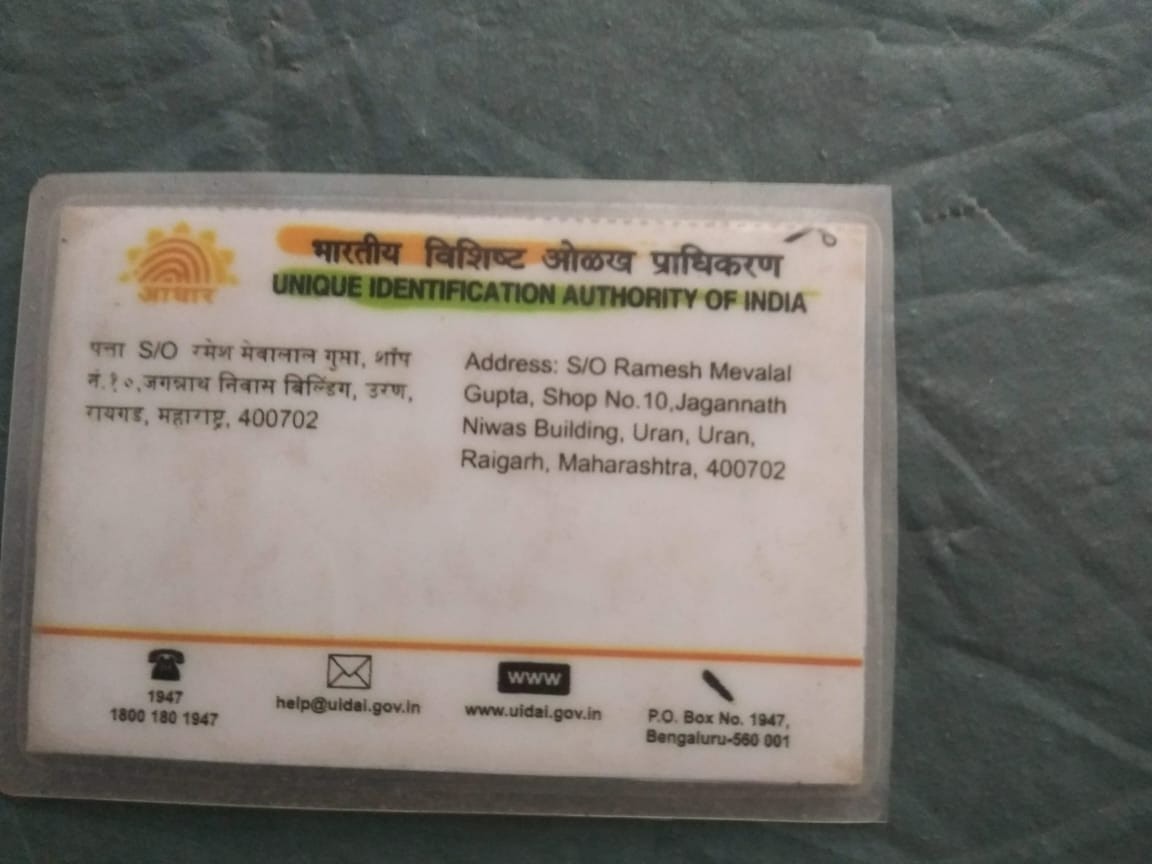 आधार
भारतीय विशिष्ट ओळख प्राधिकरण
UNIQUE IDENTIFICATION AUTHORITY OF INDIA
पत्ता S/O रमेश मेवालाल गुप्ता, शॉप
नं.१०,जगन्नाथ निवास बिल्डिंग, उरण,
रायगड, महाराष्ट्र, 400702
Address: S/O Ramesh Mevalal
Gupta, Shop No.10,Jagannath
Niwas Building, Uran, Uran,
Raigarh, Maharashtra, 400702
1947
1800 180 1947
help@uidai.gov.in
www
www.uidai.gov.in
P.O. Box No. 1947,
Bengaluru-560 001